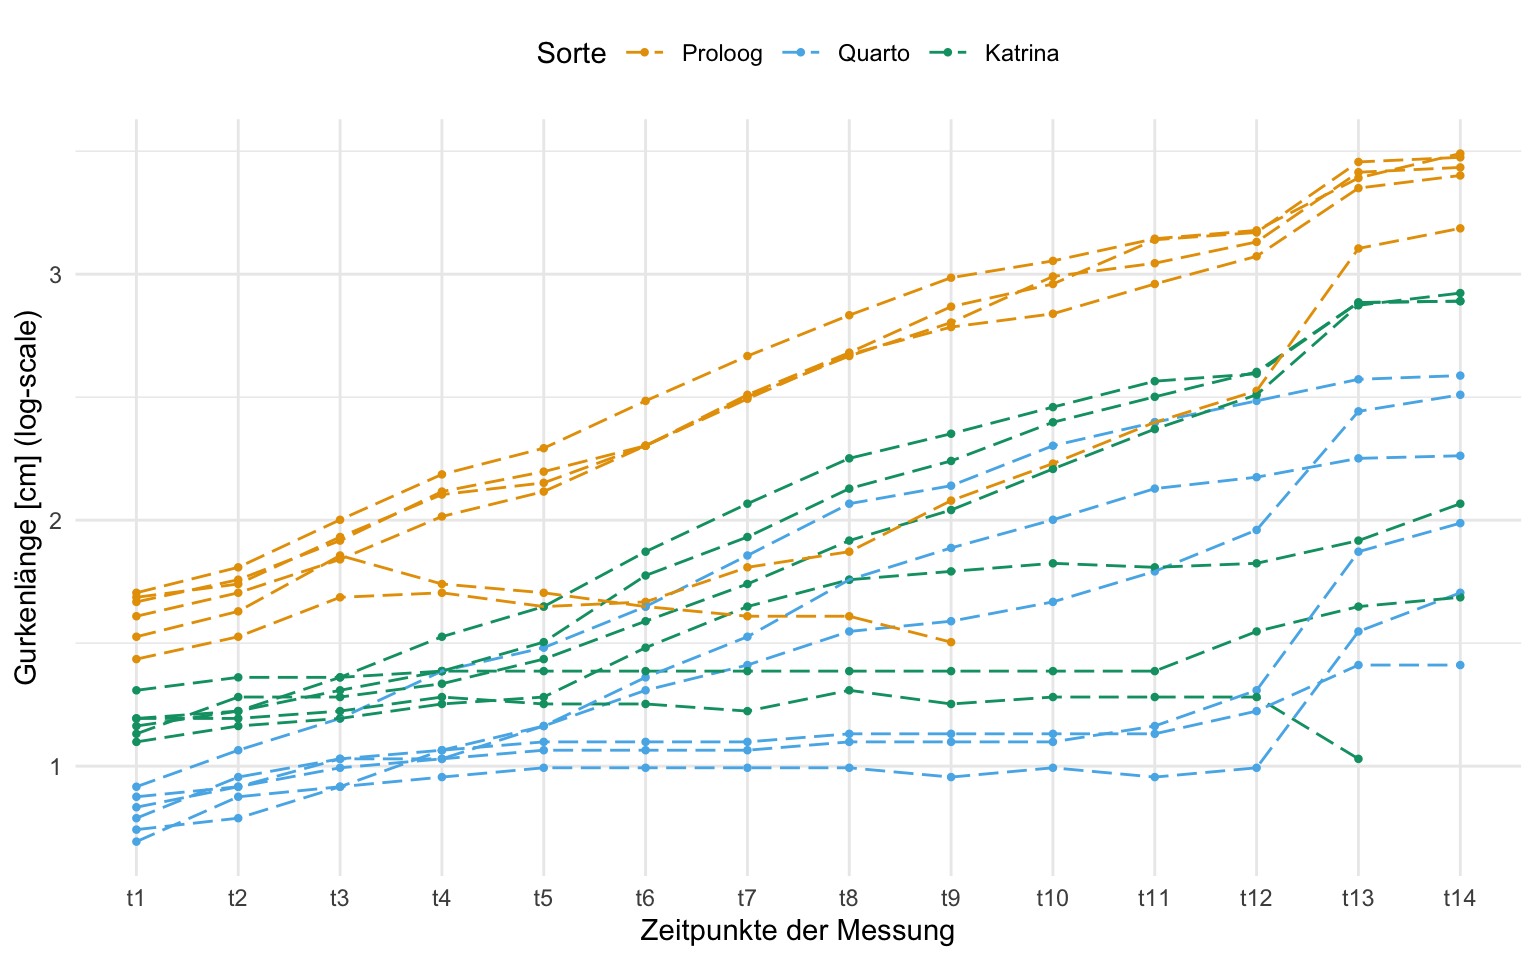 Sorte Proloog Quarto Katrina
Gurkenlänge [cm] (log-scale)
3
2
1
t1 t2 t3 t4 t5 t6 t7 t8 t9 t10 t11 t12 t13 t14
Zeitpunkte der Messung